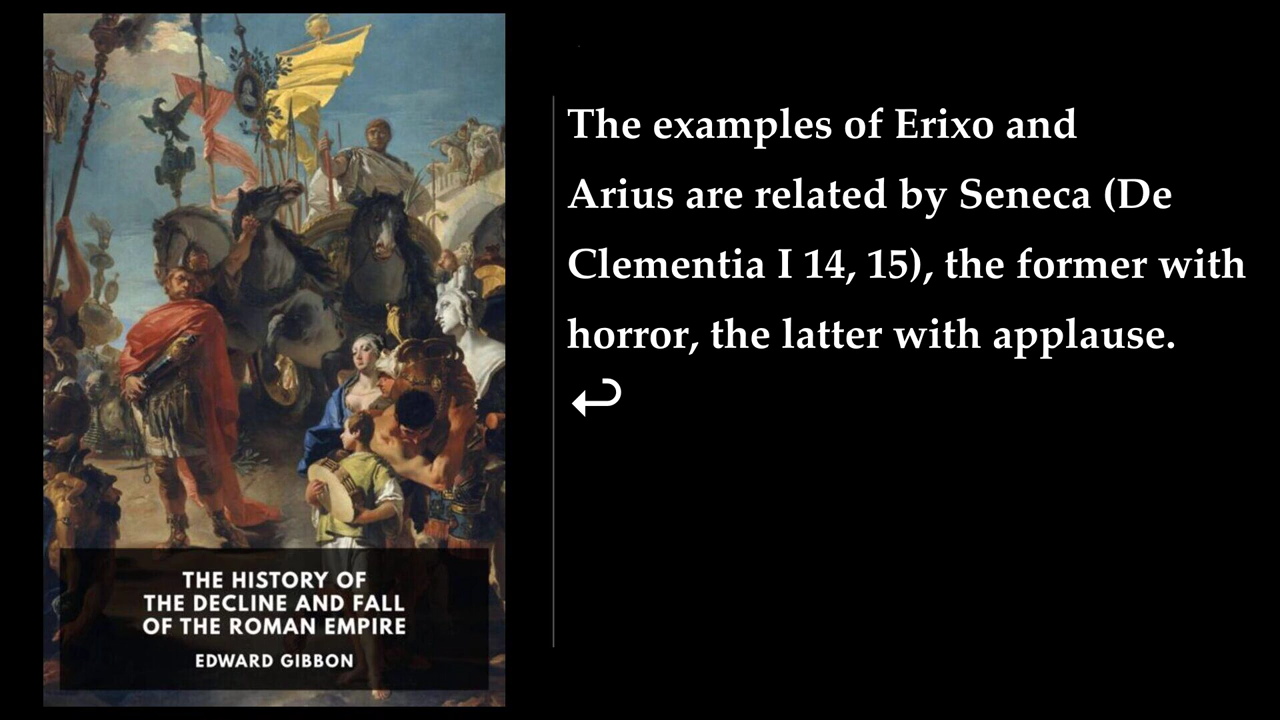 The examples of Erixo and
Arius are related by Seneca (De
Clementia I 14, 15), the former with
horror, the latter with applause.
↩
THE HISTORY OF
THE DECLINE AND FALL
OF THE ROMAN EMPIRE
EDWARD GIBBON